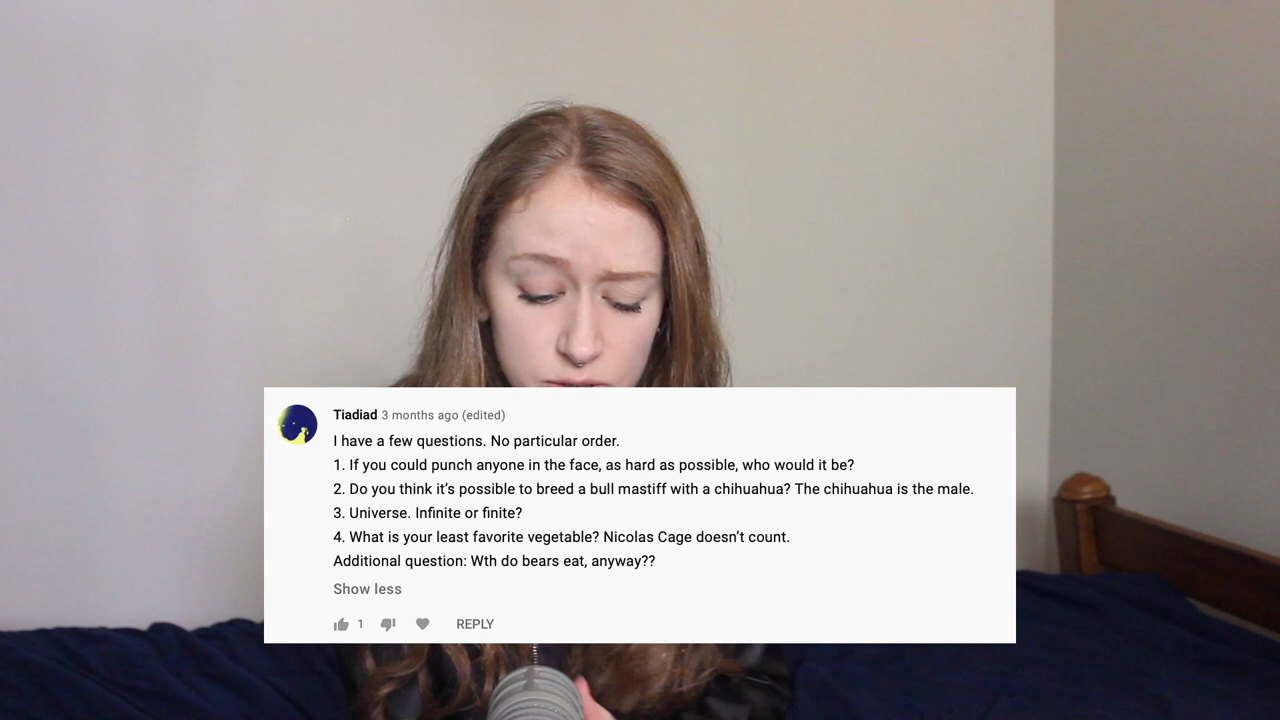 Tiadiad 3 months ago (edited)
I have a few questions. No particular order.
1. If you could punch anyone in the face, as hard as possible, who would it be?
2. Do you think it’s possible to breed a bull mastiff with a chihuahua? The chihuahua is the male.
3. Universe. Infinite or finite?
4. What is your least favorite vegetable? Nicolas Cage doesn’t count.
Additional question: Wth do bears eat, anyway??
Show less
1 REPLY